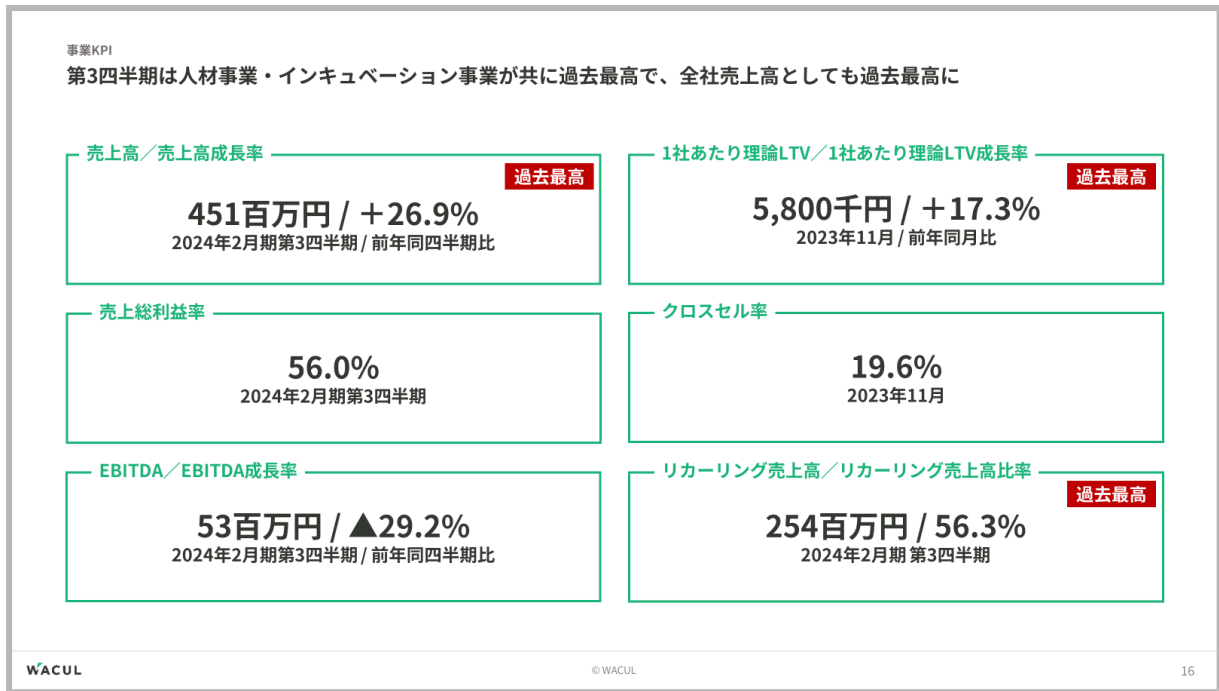 事業KPI
第3四半期は人材事業・インキュベーション事業が共に過去最高で、全社売上高としても過去最高に
売上高／売上高成長率
過去最高
451百万円 / ＋26.9%
2024年2月期第3四半期 / 前年同四半期比
1社あたり理論LTV／1社あたり理論LTV成長率
過去最高
5,800千円 / ＋17.3%
2023年11月 / 前年同月比
売上総利益率
56.0%
2024年2月期第3四半期
クロスセル率
19.6%
2023年11月
EBITDA／EBITDA成長率
53百万円 / ▲29.2%
2024年2月期第3四半期 / 前年同四半期比
リカーリング売上高／リカーリング売上高比率
過去最高
254百万円 / 56.3%
2024年2月期 第3四半期
WACUL
© WACUL
16